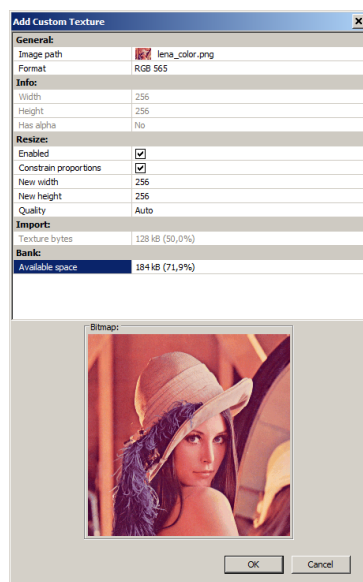 Add Custom Texture
General:
Image path lena_color.png
Format RGB 565
Info:
Width 256
Height 256
Has alpha No
Resize:
Enabled
Constrain proportions
New width 256
New height 256
Quality Auto
Import:
Texture bytes 128 kB (50,0%)
Bank:
Available space 184 kB (71,9%)
Bitmap:
OK Cancel